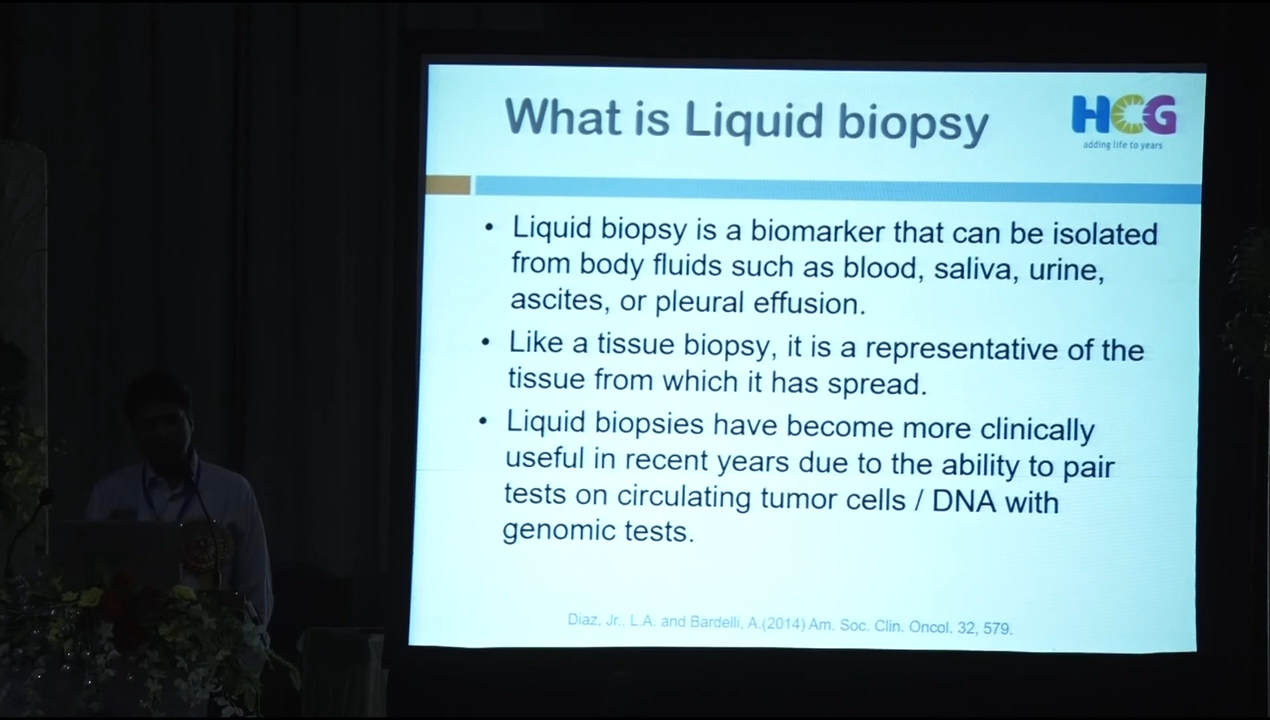 What is Liquid biopsy
HCG
adding life to years
• Liquid biopsy is a biomarker that can be isolated
from body fluids such as blood, saliva, urine,
ascites, or pleural effusion.
• Like a tissue biopsy, it is a representative of the
tissue from which it has spread.
• Liquid biopsies have become more clinically
useful in recent years due to the ability to pair
tests on circulating tumor cells / DNA with
genomic tests.
Diaz, Jr., L.A. and Bardelli, A.(2014) Am. Soc. Clin. Oncol. 32, 579.